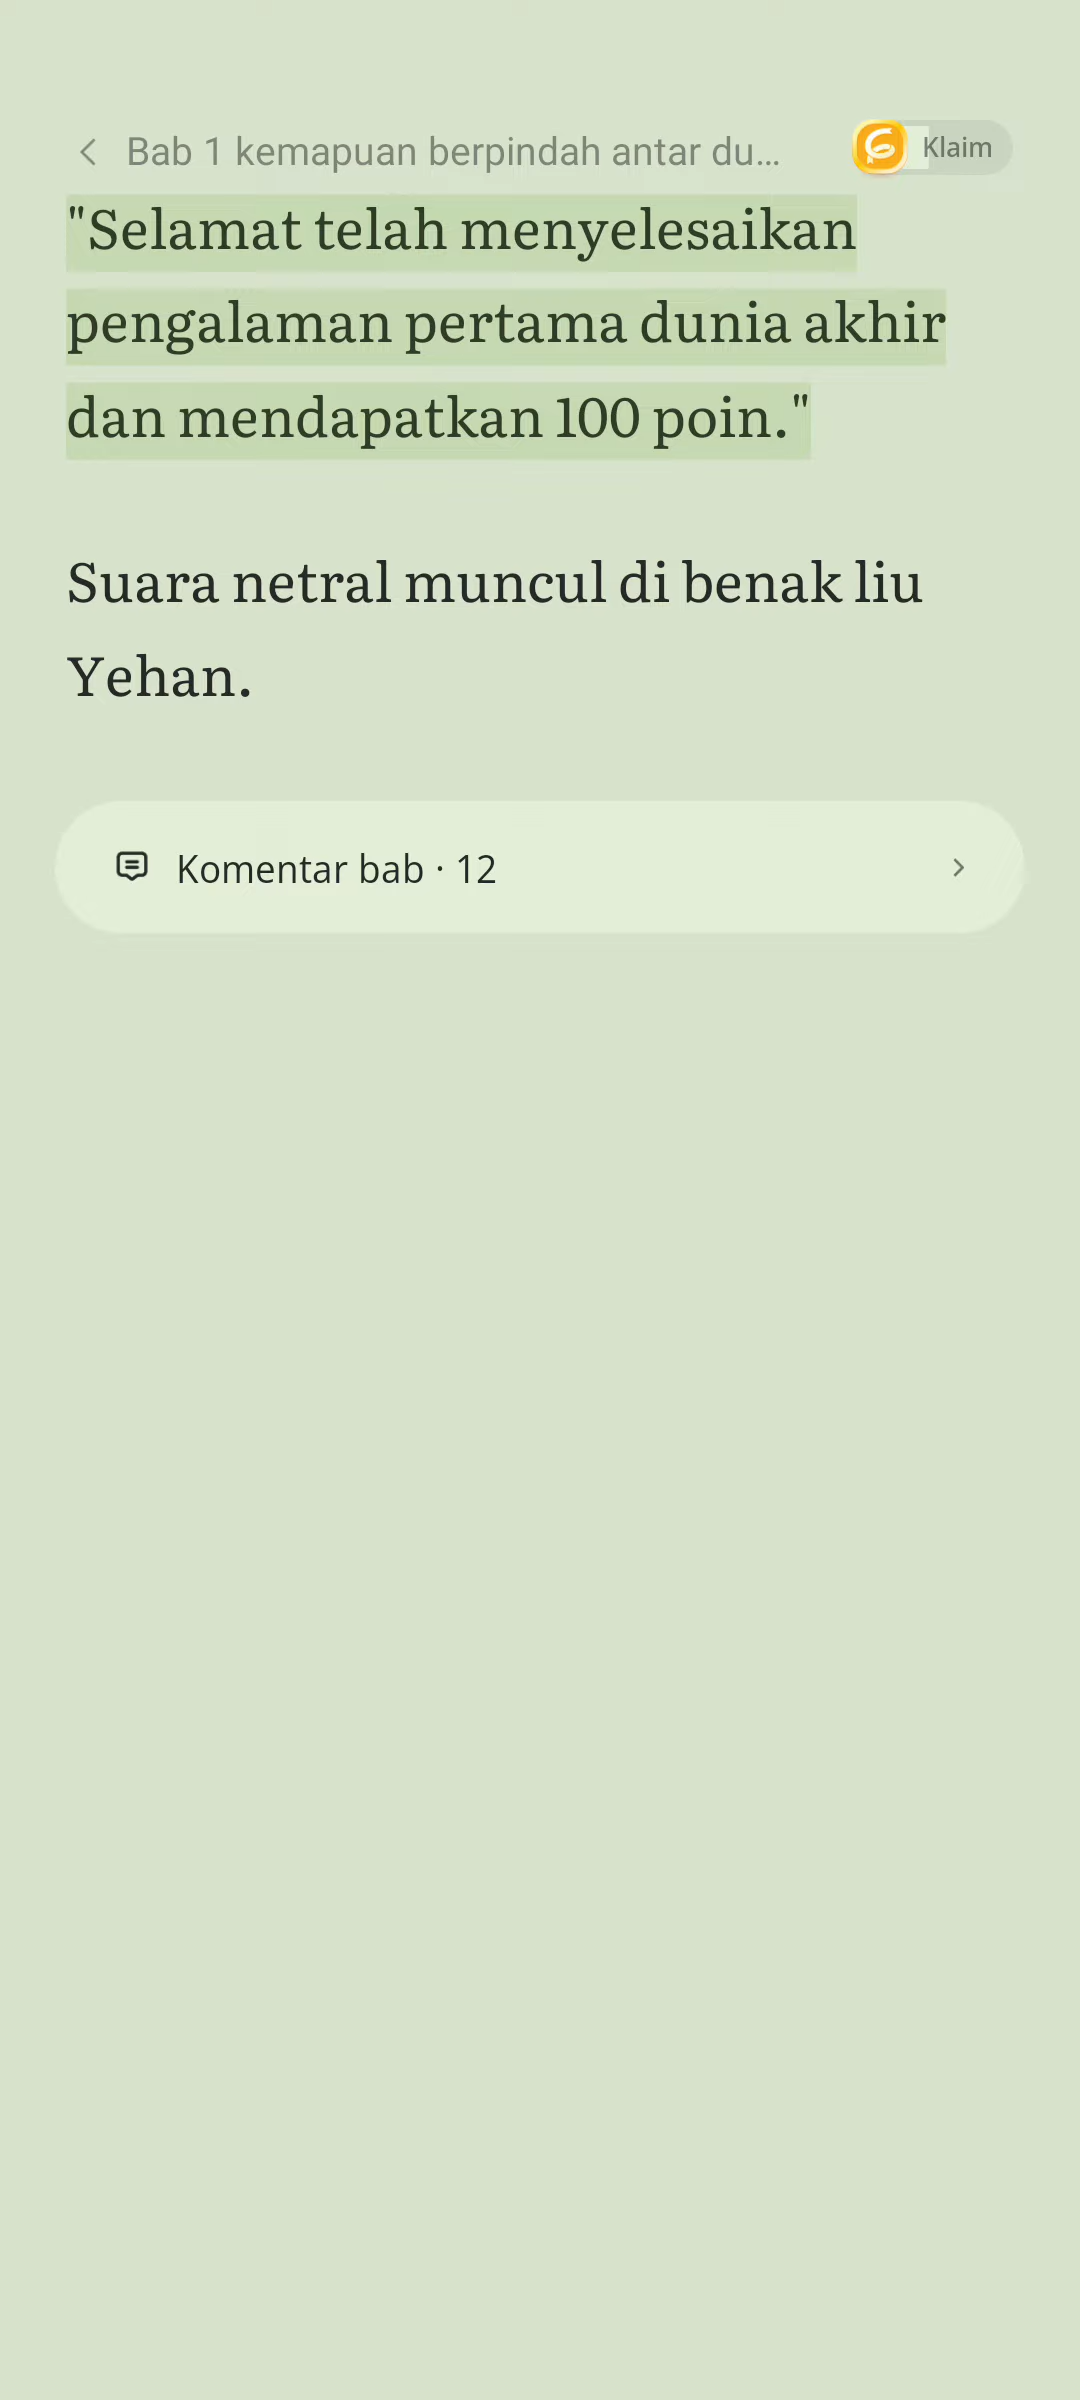 Bab 1 kemapuan berpindah antar du...
Klaim
"Selamat telah menyelesaikan
pengalaman pertama dunia akhir
dan mendapatkan 100 poin."
Suara netral muncul di benak liu
Yehan.
Komentar bab · 12